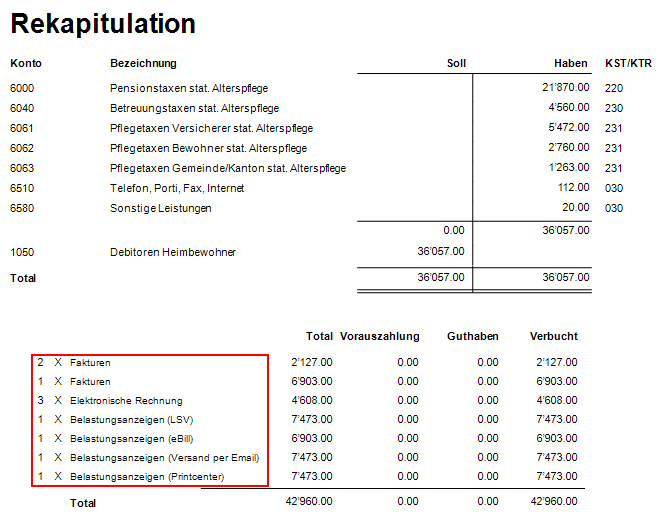 Rekapitulation
Konto Bezeichnung Soll Haben KST/KTR
6000 Pensionstaxen stat. Alterspflege 21'870.00 220
6040 Betreuungstaxen stat. Alterspflege 4'560.00 230
6061 Pflegetaxen Versicherer stat. Alterspflege 5'472.00 231
6062 Pflegetaxen Bewohner stat. Alterspflege 2'760.00 231
6063 Pflegetaxen Gemeinde/Kanton stat. Alterspflege 1'263.00 231
6510 Telefon, Porti, Fax, Internet 112.00 030
6580 Sonstige Leistungen 20.00 030
0.00 36'057.00
1050 Debitoren Heimbewohner 36'057.00
Total 36'057.00 36'057.00
Total Vorauszahlung Guthaben Verbucht
2 X Fakturen 2'127.00 0.00 0.00 2'127.00
1 X Fakturen 6'903.00 0.00 0.00 6'903.00
3 X Elektronische Rechnung 4'608.00 0.00 0.00 4'608.00
1 X Belastungsanzeigen (LSV) 7'473.00 0.00 0.00 7'473.00
1 X Belastungsanzeigen (eBill) 6'903.00 0.00 0.00 6'903.00
1 X Belastungsanzeigen (Versand per Email) 7'473.00 0.00 0.00 7'473.00
1 X Belastungsanzeigen (Printcenter) 7'473.00 0.00 0.00 7'473.00
Total 42'960.00 0.00 0.00 42'960.00